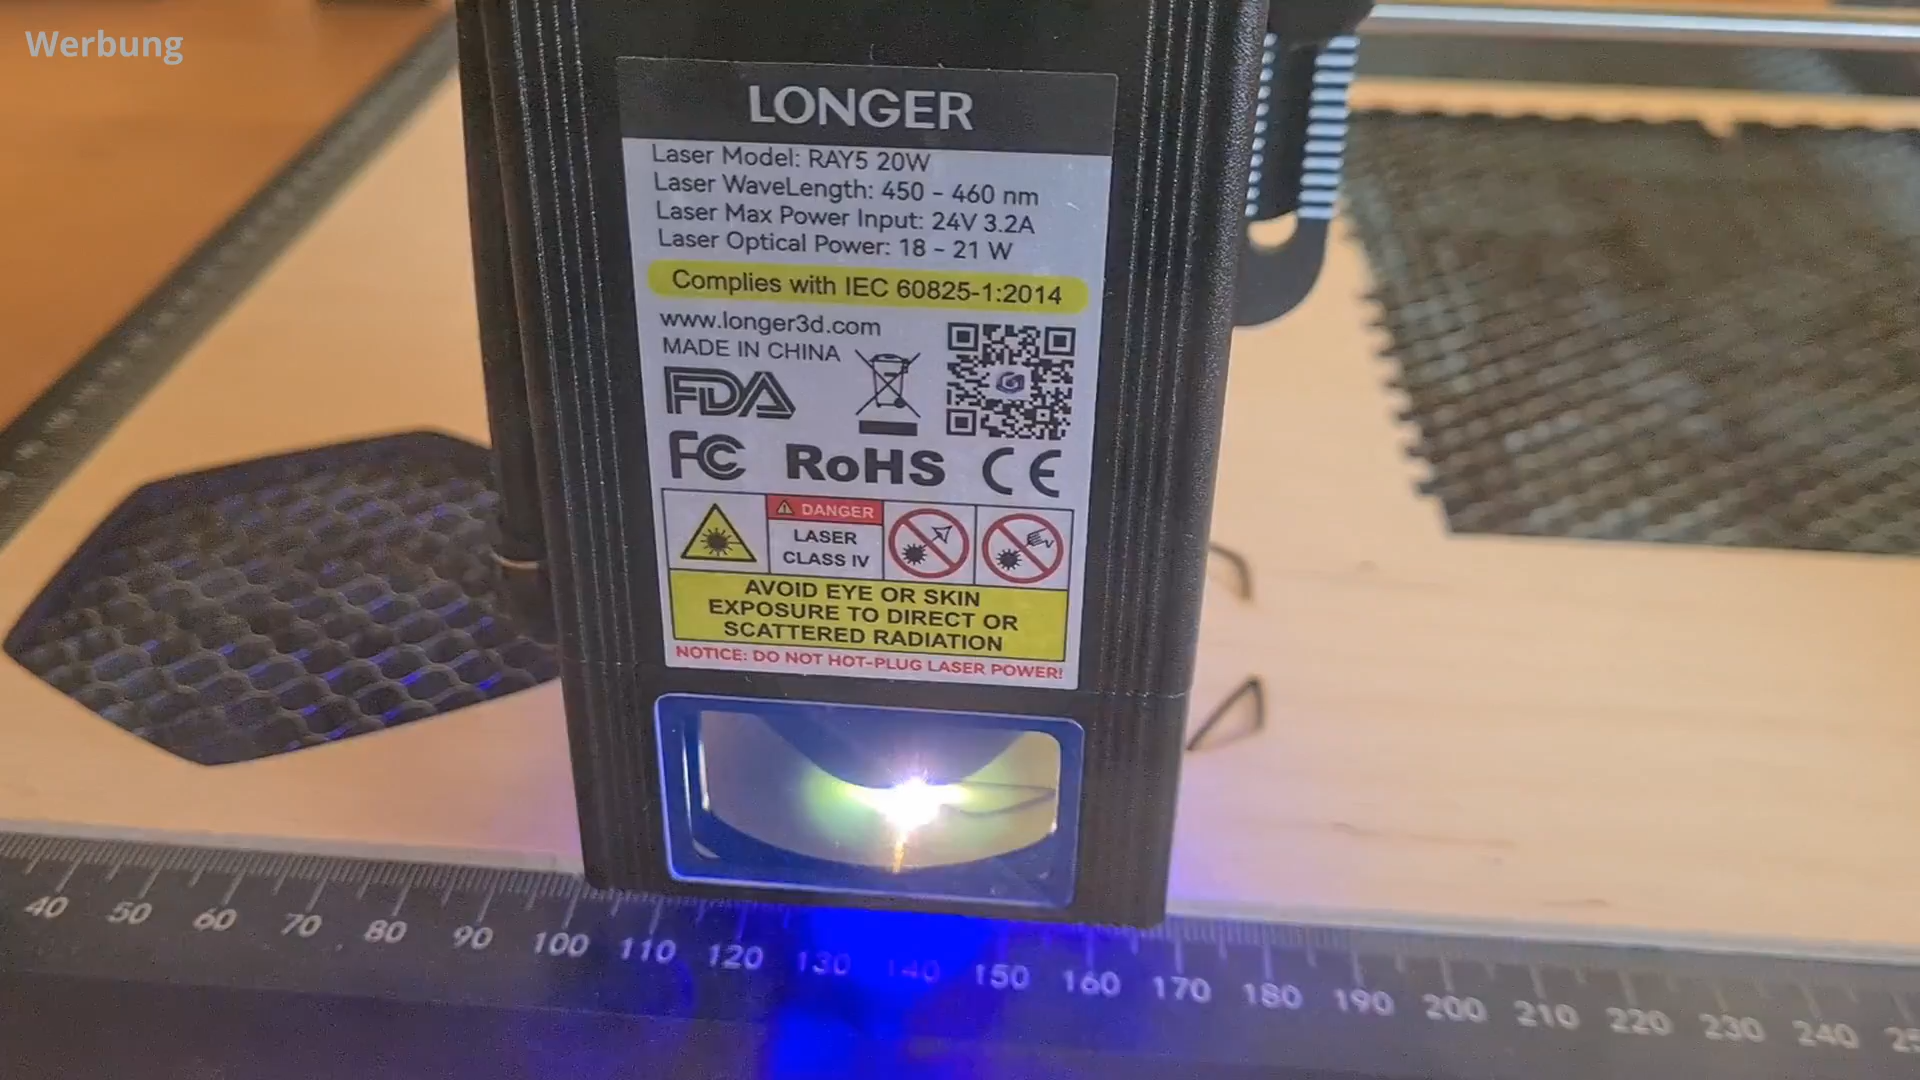 Werbung
LONGER
Laser Model: RAY5 20W
Laser WaveLength: 450 - 460 nm
Laser Max Power Input: 24V 3.2A
Laser Optical Power: 18 - 21 W
Complies with IEC 60825-1:2014
www.longer3d.com
MADE IN CHINA
FDA
FC RoHS CE
DANGER
LASER
CLASS IV
AVOID EYE OR SKIN
EXPOSURE TO DIRECT OR
SCATTERED RADIATION
NOTICE: DO NOT HOT-PLUG LASER POWER!
40 50 60 70 80 90 100 110 120 130 140 150 160 170 180 190 200 210 220 230 240